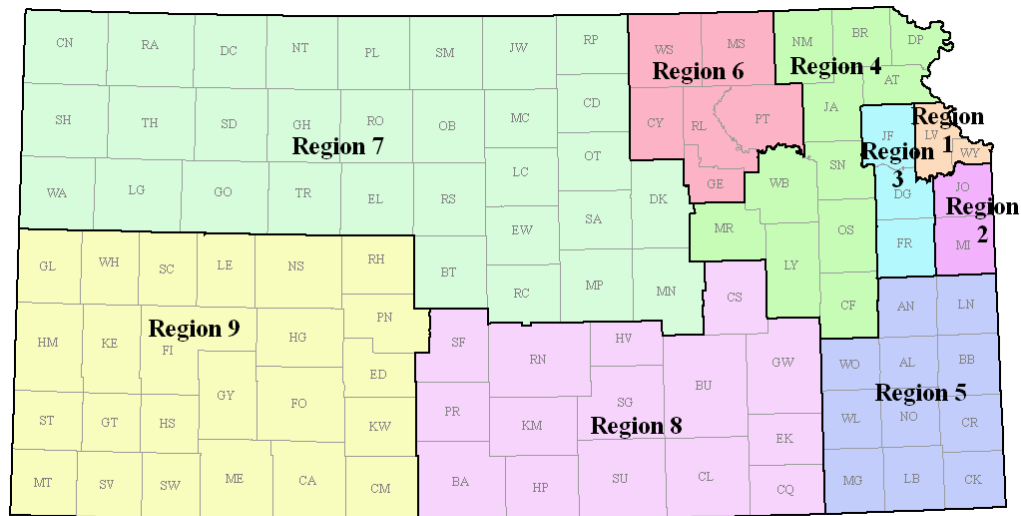 CN RA DC NT PL SM JW RP WS MS NM BR DP
Region 6 Region 4
AT
SH TH SD GH RO OB MC CD CY RL PT JA
Region 7
Region
1
JF LV WY
Region
3
OT
LC
WA LG GO TR EL RS DK GE WB SN DG JO
Region
2
SA EW MR OS FR MI
GL WH SC LE NS RH BT RC MP MN LY CS CF AN LN
Region 9
HM KE FI HG PN SF RN HV GW WO AL BB
ED
GY FO BU
Region 5
ST GT HS KW PR KM SG EK WL NO CR
Region 8
MT SV SW ME CA CM BA HP SU CL CQ MG LB CK